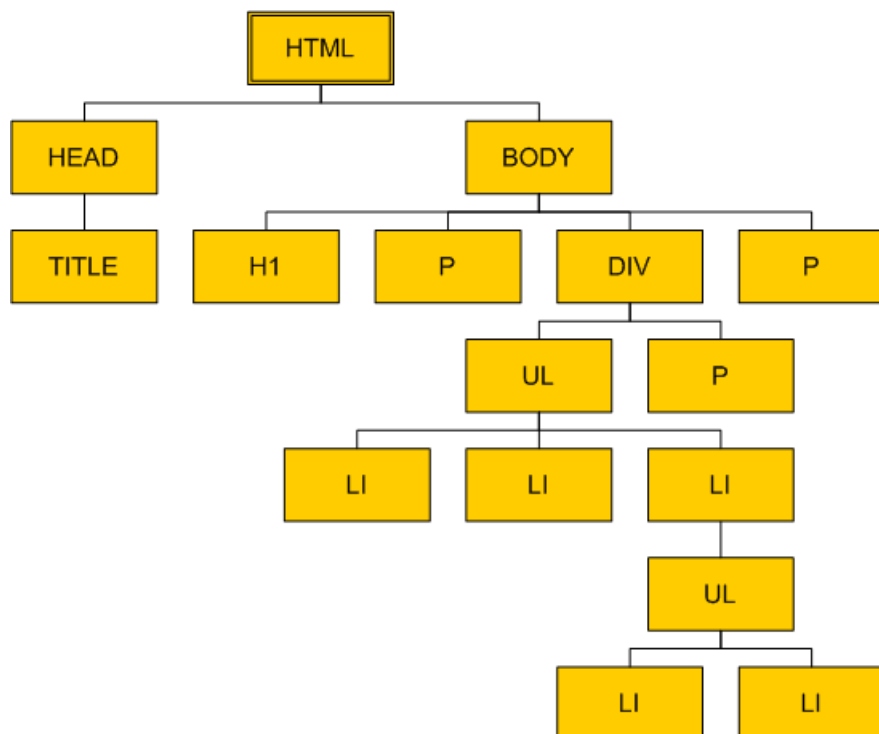 HTML
HEAD BODY
TITLE H1 P DIV P
UL P
LI LI LI
UL
LI LI